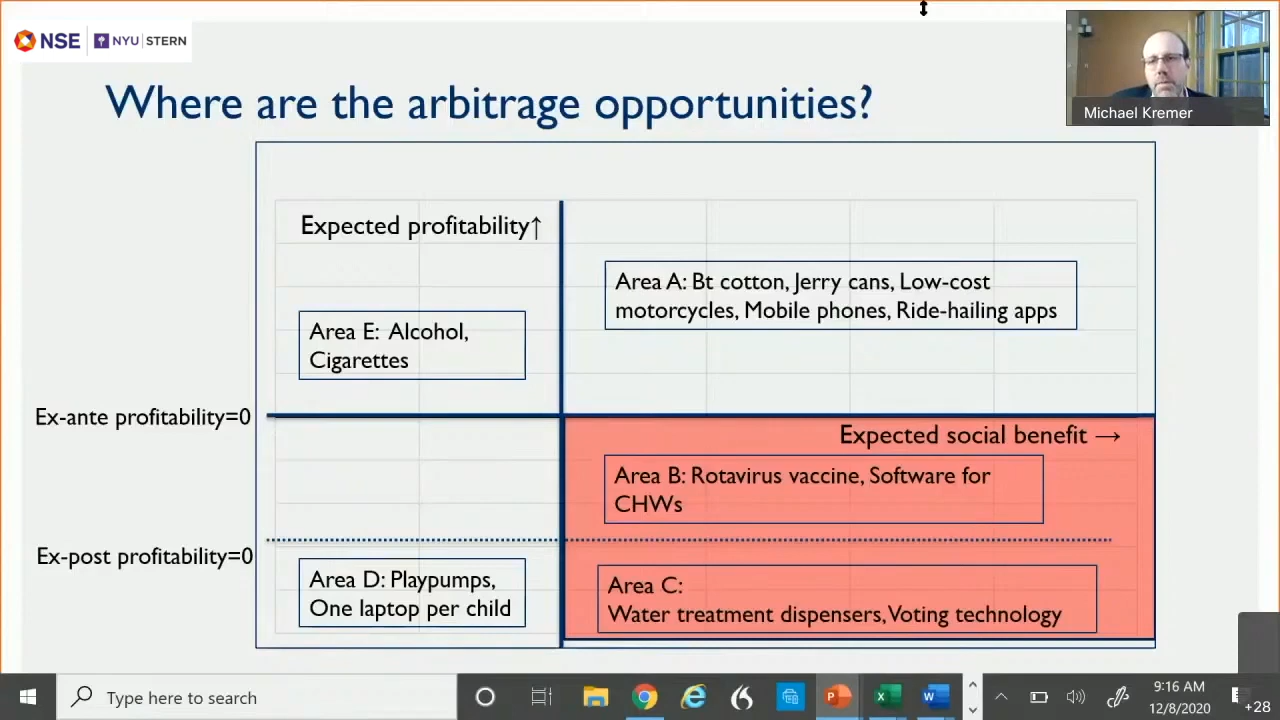 NSE | NYU | STERN
Where are the arbitrage opportunities?
Michael Kremer
Expected profitability↑
Area A: Bt cotton, Jerry cans, Low-cost
motorcycles, Mobile phones, Ride-hailing apps
Area E: Alcohol,
Cigarettes
Ex-ante profitability=0
Expected social benefit →
Area B: Rotavirus vaccine, Software for
CHWs
Ex-post profitability=0
Area D: Playpumps,
One laptop per child
Area C:
Water treatment dispensers, Voting technology
Type here to search
9:16 AM
12/8/2020
+28